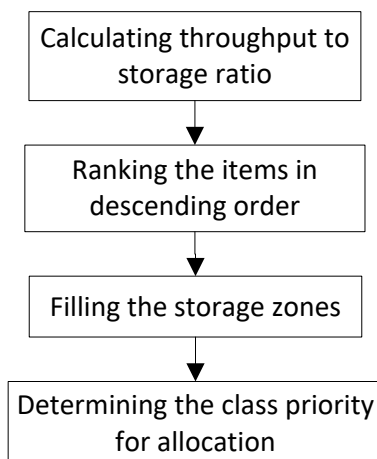 Calculating throughput to
storage ratio
Ranking the items in
descending order
Filling the storage zones
Determining the class priority
for allocation